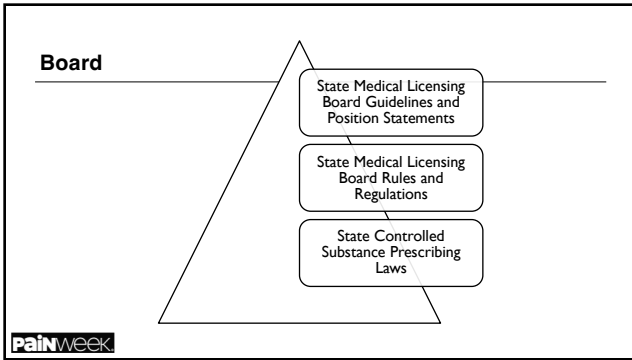 Board
State Medical Licensing
Board Guidelines and
Position Statements
State Medical Licensing
Board Rules and
Regulations
State Controlled
Substance Prescribing
Laws
PaiNWeek.